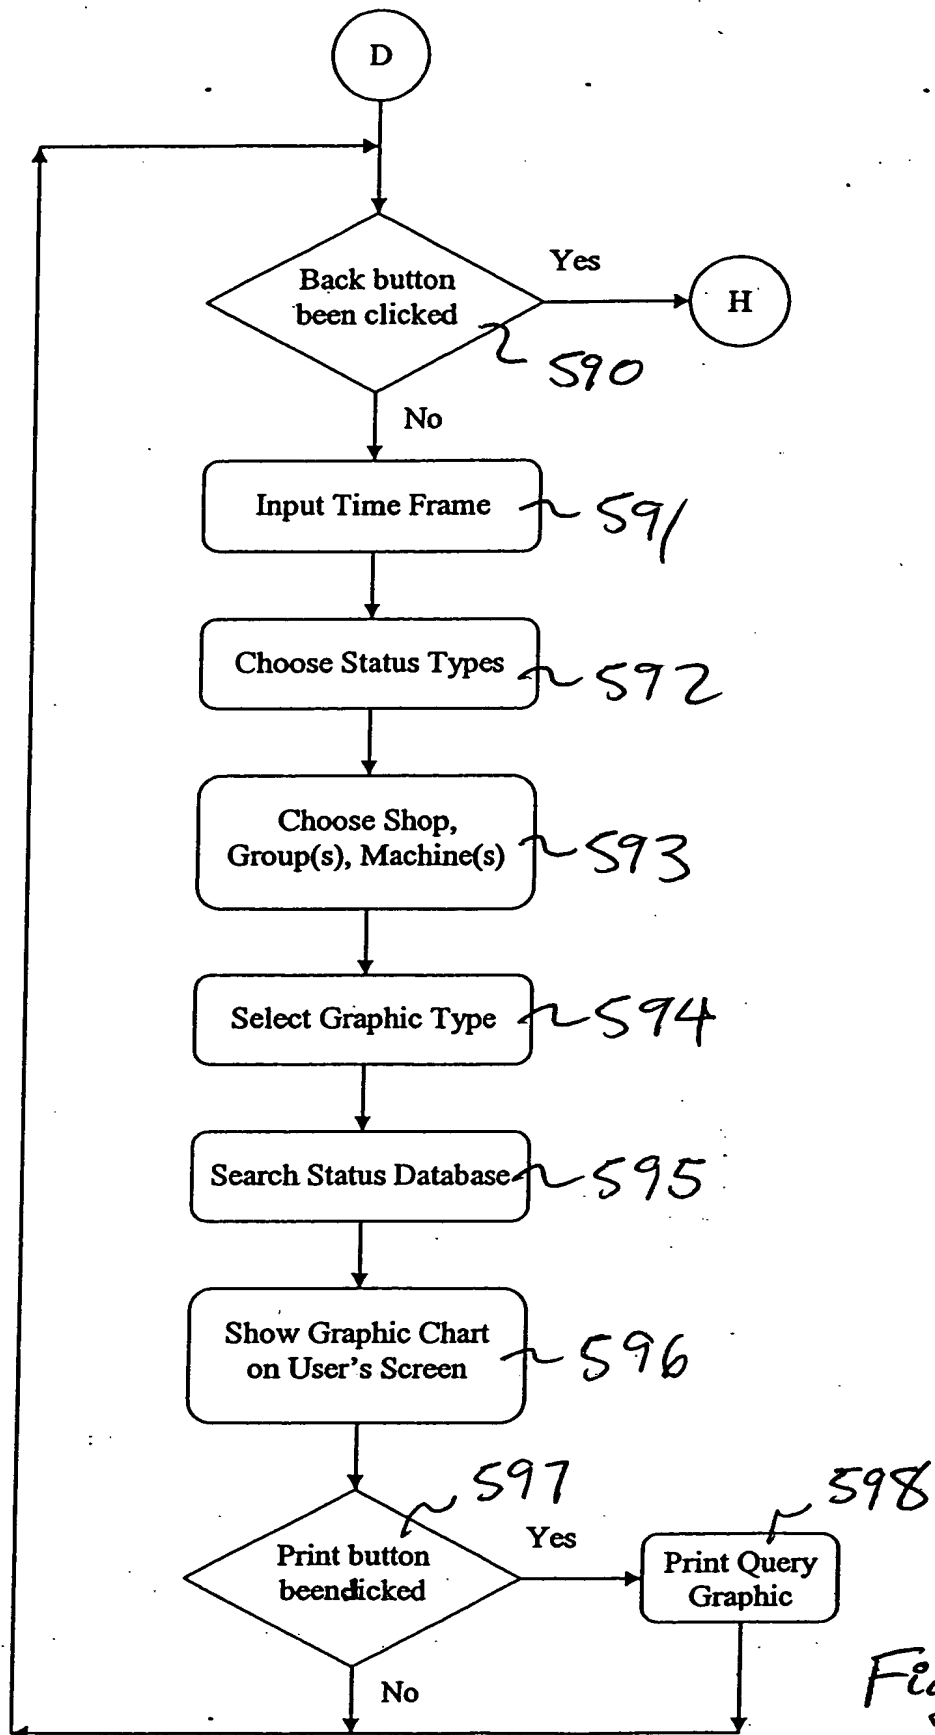 D
Back button
been clicked
Yes
H
590
No
Input Time Frame
591
Choose Status Types
592
Choose Shop,
Group(s), Machine(s)
593
Select Graphic Type
594
Search Status Database
595
Show Graphic Chart
on User's Screen
596
597
598
Print button
beenclicked
Yes
Print Query
Graphic
No